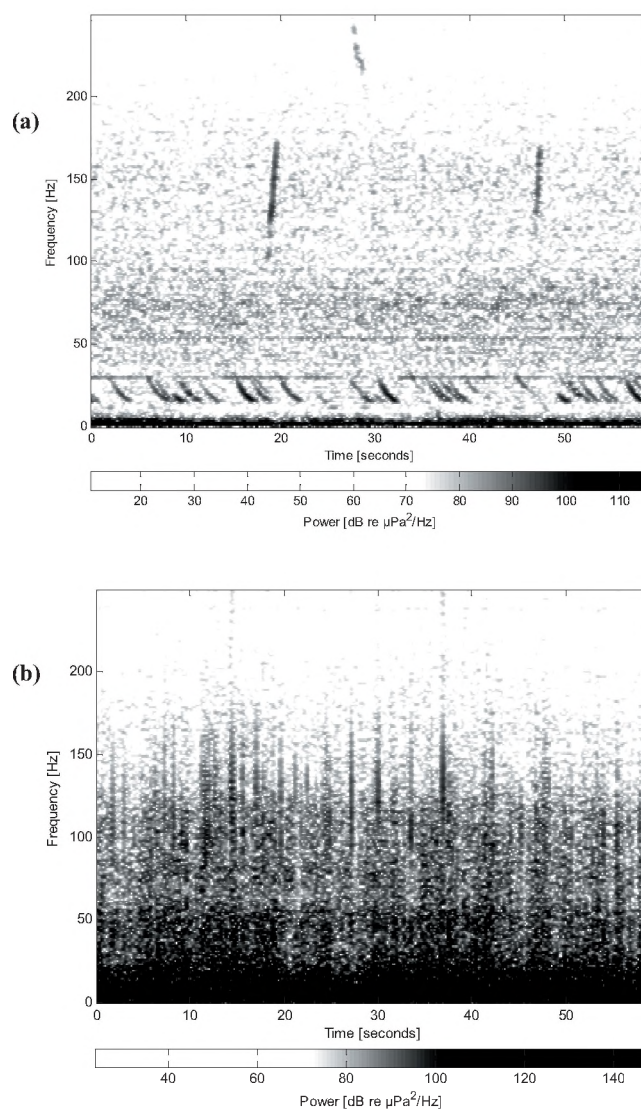 (a)
Frequency [Hz]
200
150
100
50
0
0 10 20 30 40 50
Time [seconds]
20 30 40 50 60 70 80 90 100 110
Power [dB re µPa²/Hz]
(b)
Frequency [Hz]
200
150
100
50
0
0 10 20 30 40 50
Time [seconds]
40 60 80 100 120 140
Power [dB re µPa²/Hz]